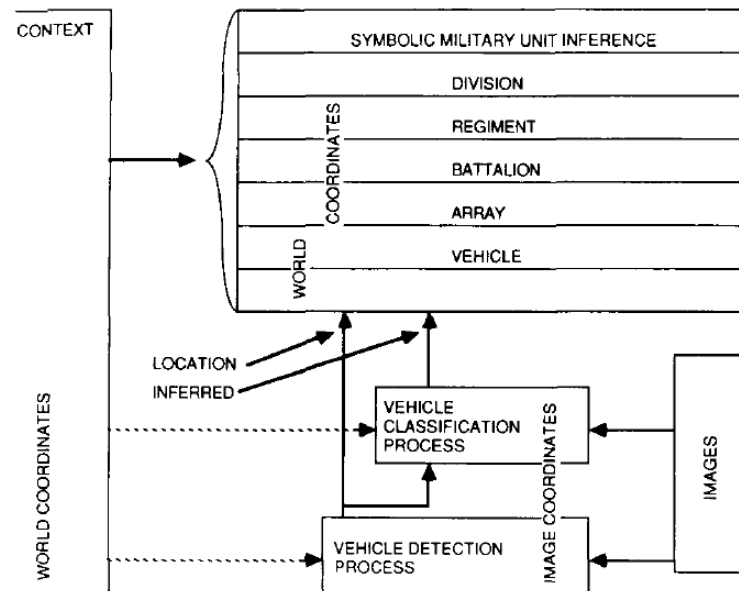 CONTEXT
SYMBOLIC MILITARY UNIT INFERENCE
DIVISION
REGIMENT
BATTALION
ARRAY
VEHICLE
WORLD
COORDINATES
LOCATION
INFERRED
VEHICLE
CLASSIFICATION
PROCESS
VEHICLE DETECTION
PROCESS
IMAGE COORDINATES
IMAGES
WORLD COORDINATES